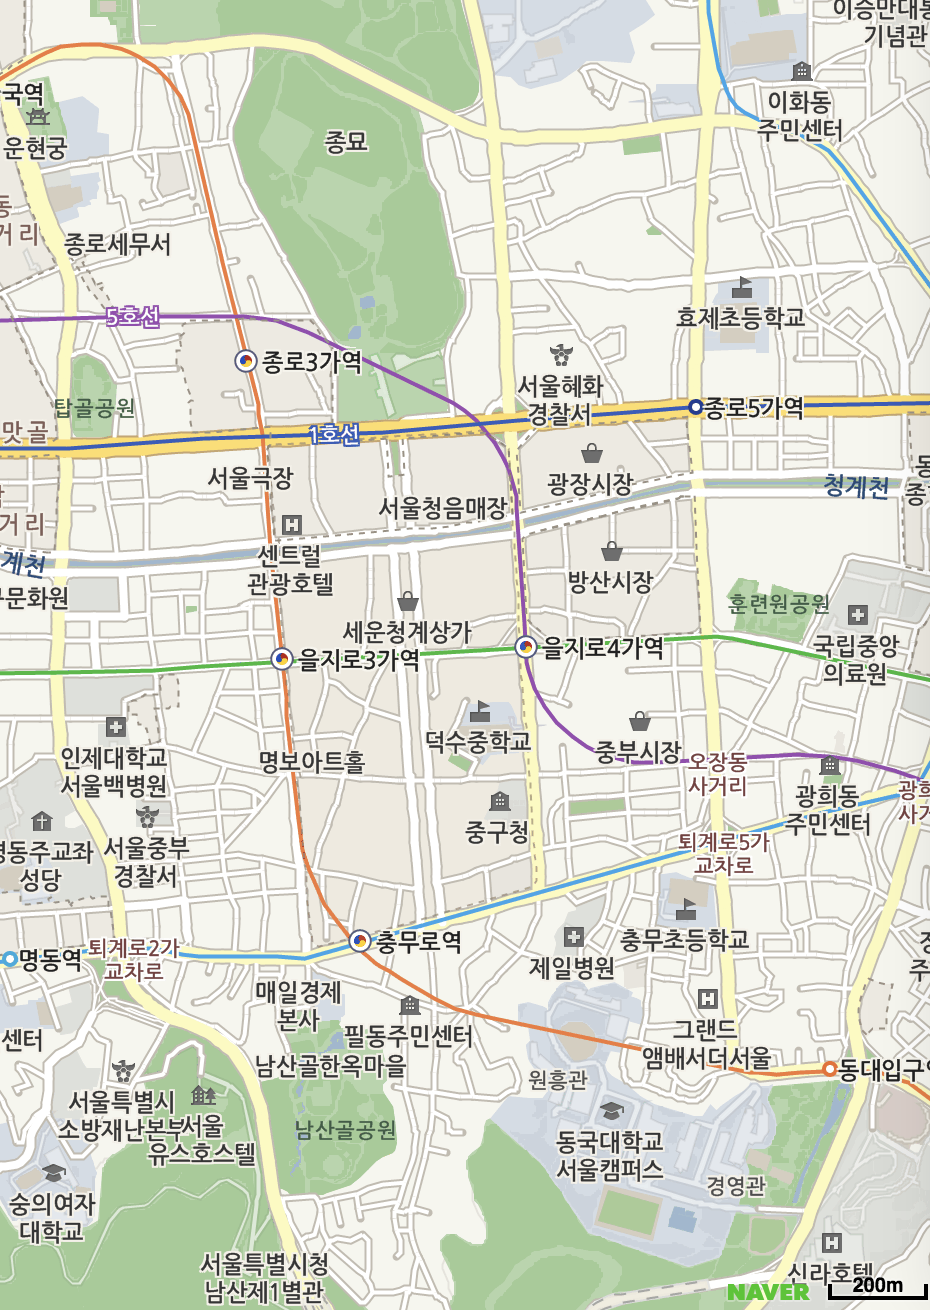 기념관
국역
이화동
주민센터
운현궁
종묘
거 리
종로세무서
5호선
효제초등학교
종로3가역
서울혜화
경찰서
탑골공원
종로5가역
맛 골
1호선
서울극장
광장시장
청계천
서울청음매장
거 리
센트럴
관광호텔
계천
방산시장
문화원
훈련원공원
세운청계상가
을지로4가역
국립중앙
의료원
을지로3가역
인제대학교
서울백병원
명보아트홀
덕수중학교
중부시장
오장동
사거리
광희동
주민센터
중구청
서울중부
경찰서
명동주교좌
성당
퇴계로5가
교차로
명동역
퇴계로2가
교차로
충무로역
제일병원
충무초등학교
매일경제
본사
필동주민센터
그랜드
앰배서더서울
센터
남산골한옥마을
원흥관
동대입구역
서울특별시
소방재난본부
서울
유스호스텔
남산골공원
동국대학교
서울캠퍼스
경영관
숭의여자
대학교
서울특별시청
남산제1별관
신라호텔
NAVER
200m